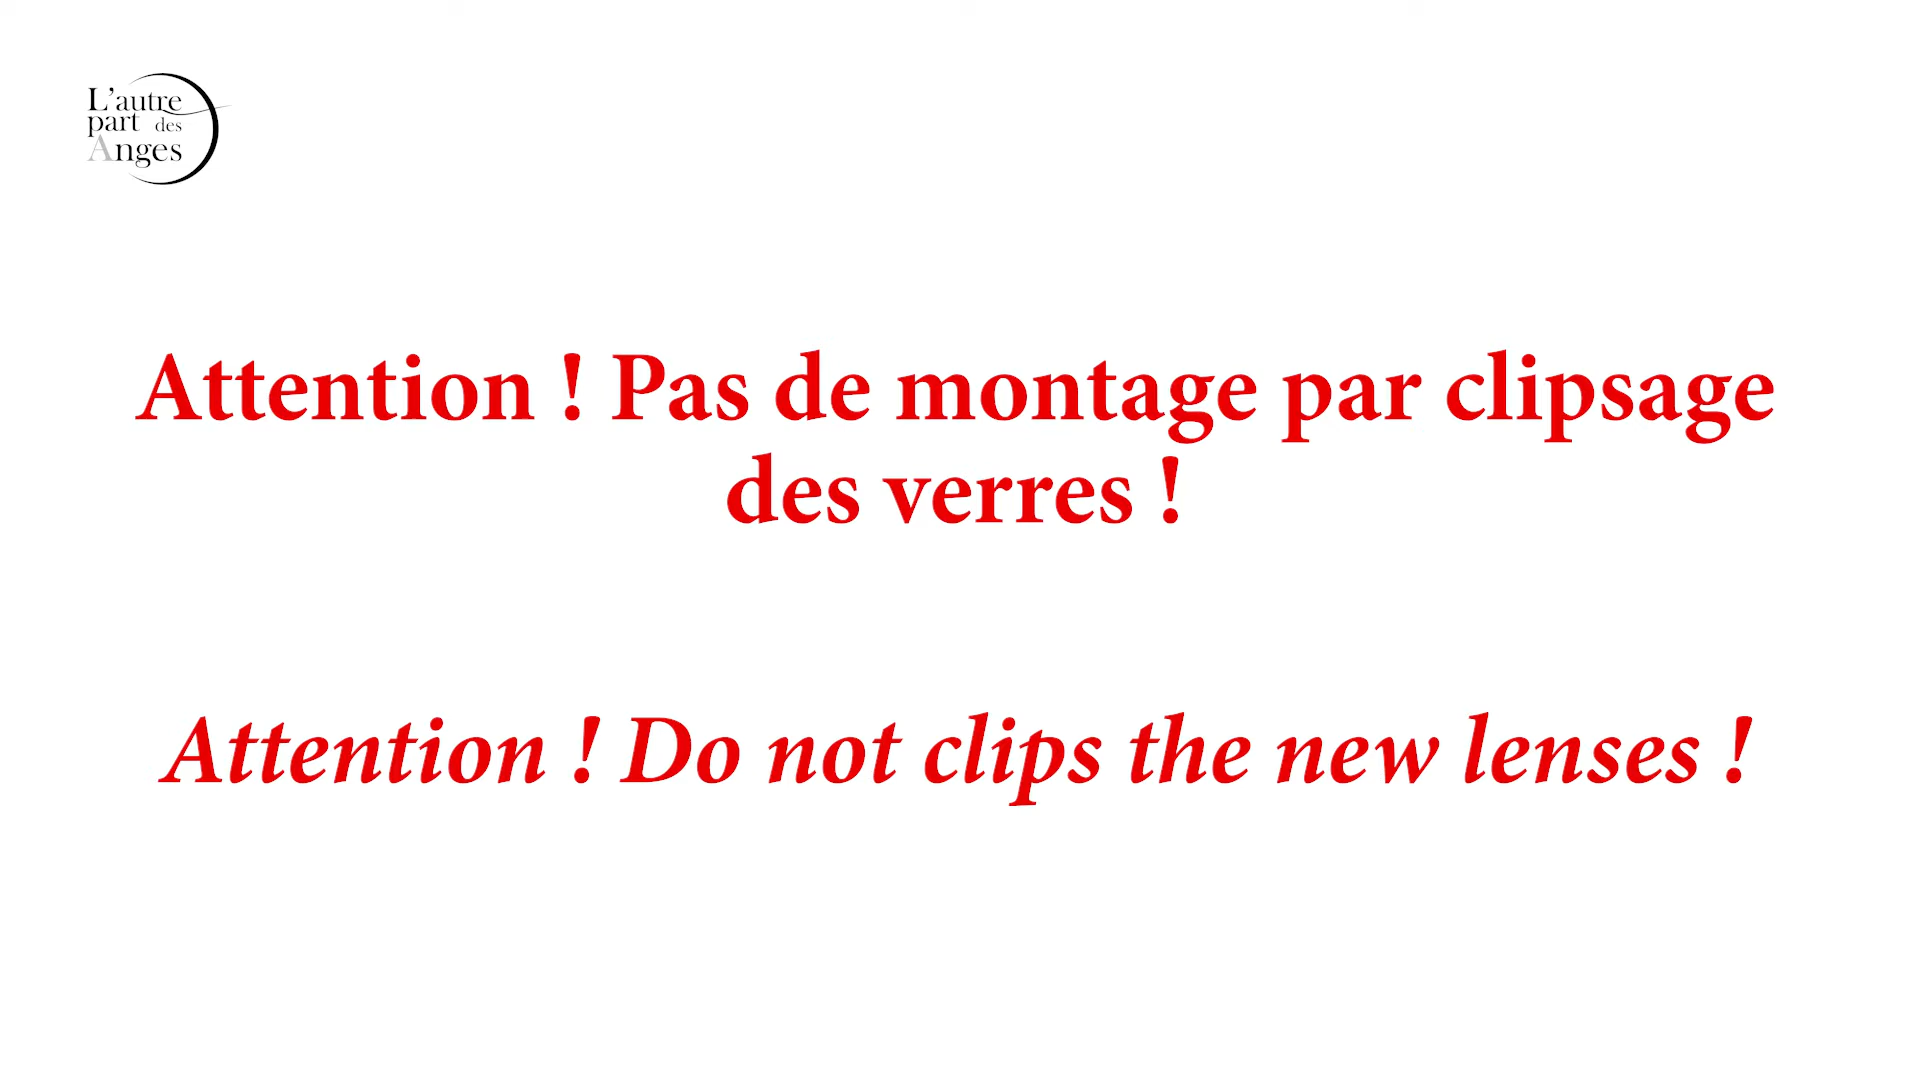 L'autre
part des
Anges
Attention ! Pas de montage par clipsage
des verres !
Attention ! Do not clips the new lenses !